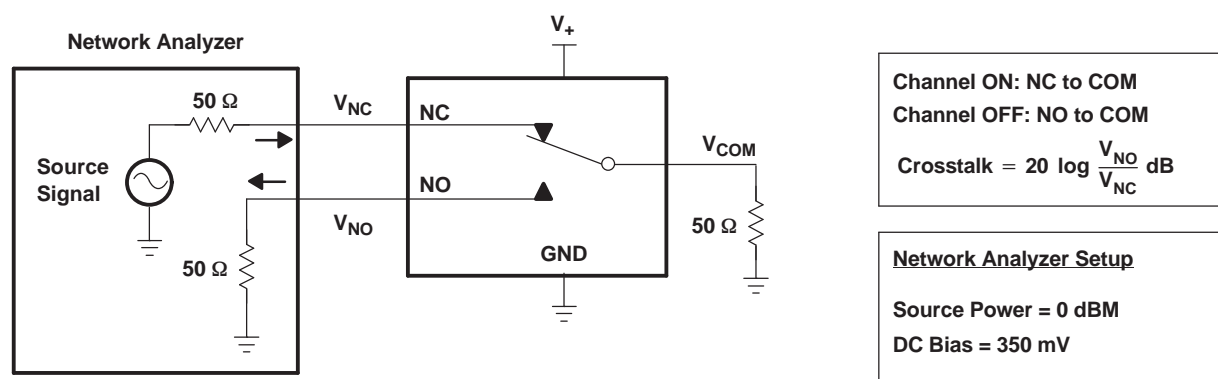 Network Analyzer
V+
50 Ω
VNC
NC
VCOM
Source
Signal
NO
VNO
50 Ω
50 Ω
GND
Channel ON: NC to COM
Channel OFF: NO to COM
Crosstalk = 20 log VNO/VNC dB
Network Analyzer Setup
Source Power = 0 dBM
DC Bias = 350 mV